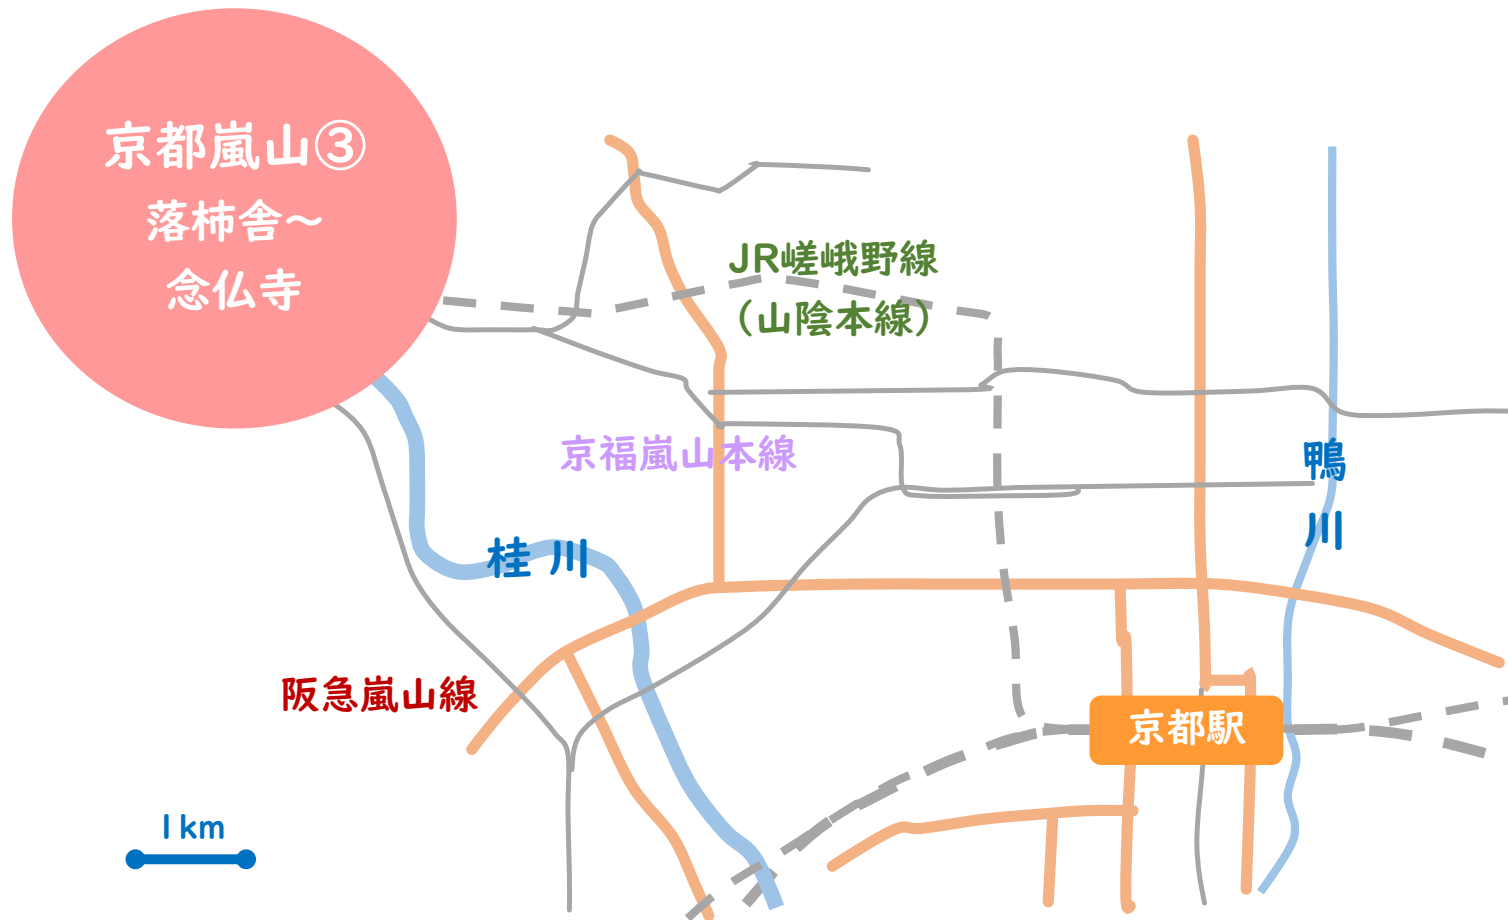 京都嵐山③
落柿舎～
念仏寺
JR嵯峨野線
（山陰本線）
京福嵐山本線
鴨
川
桂川
阪急嵐山線
京都駅
1km